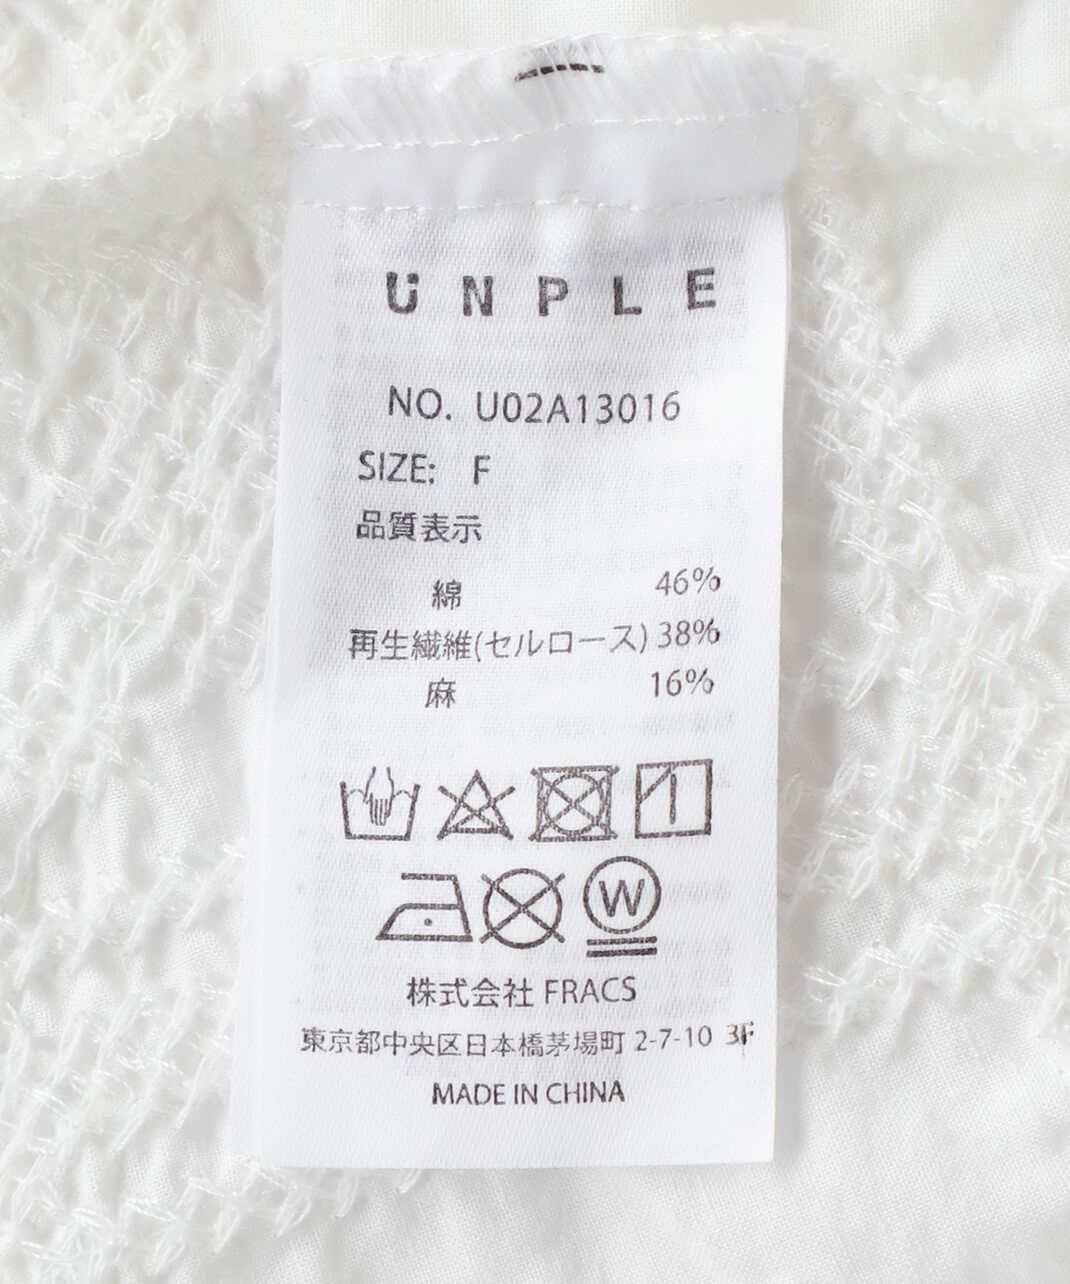 UNPLE
NO. U02A13016
SIZE: F
品質表示
綿 46%
再生繊維(セルロース) 38%
麻 16%
W
株式会社 FRACS
東京都中央区日本橋茅場町 2-7-10 3F
MADE IN CHINA